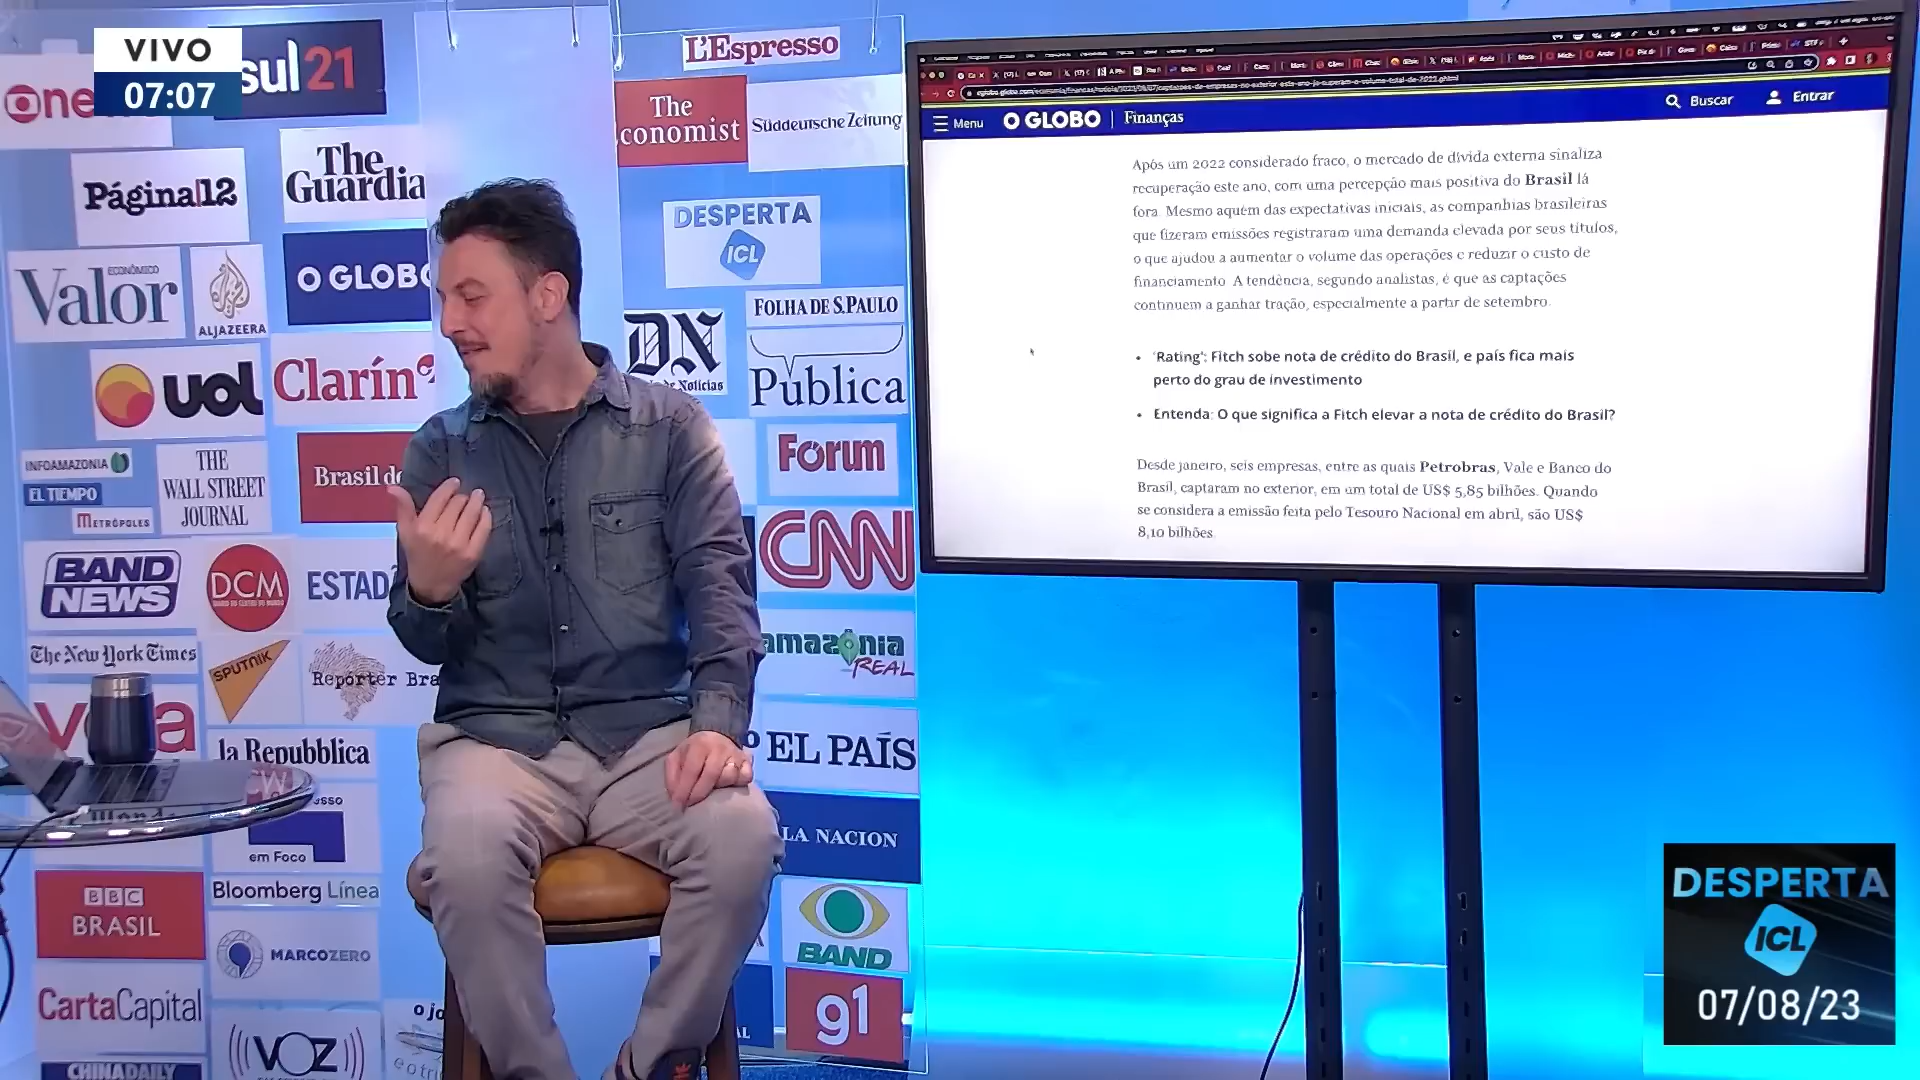 VIVO
07:07
sul21
one
Página12
The
Guardia
Valor
ECONÔMICO
ALJAZEERA
O GLOBO
uol
Clarín
INFOAMAZONIA
EL TIEMPO
METRÓPOLES
THE
WALL STREET
JOURNAL
Brasil de
BAND
NEWS
DCM
ESTAD
The New York Times
SPUTNIK
Repórter Bra
la Repubblica
em Foco
Bloomberg Línea
BBC
BRASIL
MARCOZERO
CartaCapital
VOZ
CHINADAILY
o jo
L'Espresso
The
conomist
Süddeutsche Zeitung
DESPERTA
ICL
FOLHA DE S.PAULO
DN
de Notícias
Pública
Forum
CNN
amazônia
REAL
EL PAÍS
LA NACION
BAND
g1
Menu
O GLOBO | Finanças
Buscar
Entrar
Após um 2022 considerado fraco, o mercado de dívida externa sinaliza
recuperação este ano, com uma percepção mais positiva do Brasil lá
fora. Mesmo aquém das expectativas iniciais, as companhias brasileiras
que fizeram emissões registraram uma demanda elevada por seus títulos,
o que ajudou a aumentar o volume das operações e reduzir o custo de
financiamento. A tendência, segundo analistas, é que as captações
continuem a ganhar tração, especialmente a partir de setembro.
• 'Rating': Fitch sobe nota de crédito do Brasil, e país fica mais
perto do grau de investimento
• Entenda: O que significa a Fitch elevar a nota de crédito do Brasil?
Desde janeiro, seis empresas, entre as quais Petrobras, Vale e Banco do
Brasil, captaram no exterior, em um total de US$ 5,85 bilhões. Quando
se considera a emissão feita pelo Tesouro Nacional em abril, são US$
8,10 bilhões.
DESPERTA
ICL
07/08/23